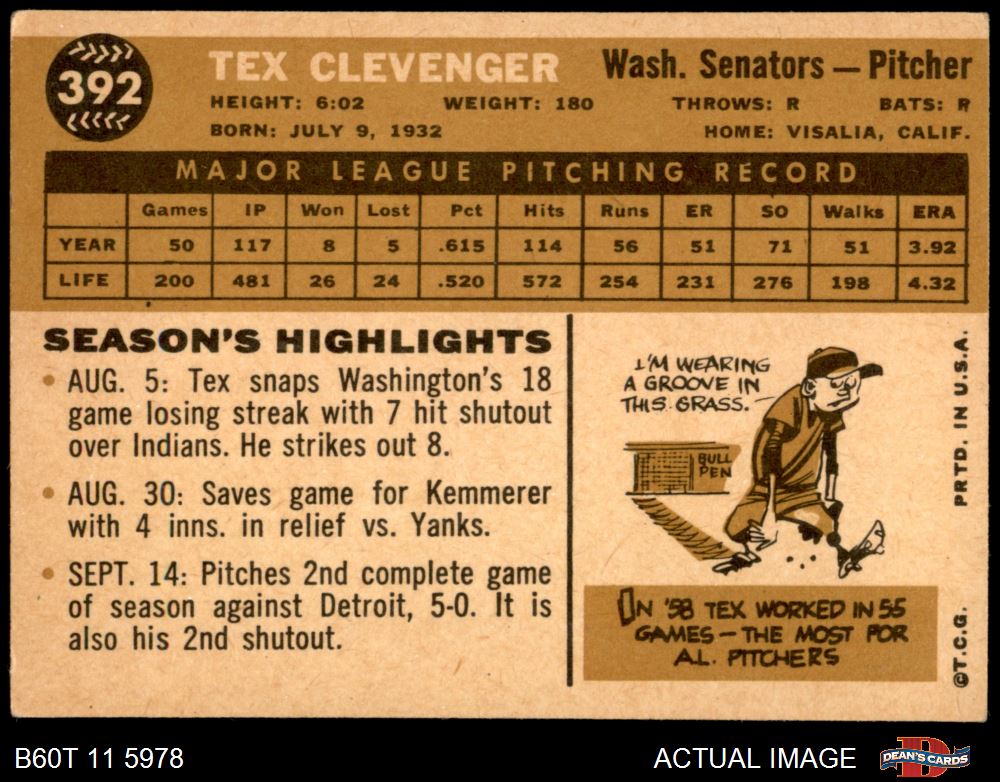 392
TEX CLEVENGER
Wash. Senators — Pitcher
HEIGHT: 6:02 WEIGHT: 180 THROWS: R BATS: R
BORN: JULY 9, 1932 HOME: VISALIA, CALIF.
MAJOR LEAGUE PITCHING RECORD
Games IP Won Lost Pct Hits Runs ER SO Walks ERA
YEAR 50 117 8 5 .615 114 56 51 71 51 3.92
LIFE 200 481 26 24 .520 572 254 231 276 198 4.32
SEASON'S HIGHLIGHTS
• AUG. 5: Tex snaps Washington's 18
game losing streak with 7 hit shutout
over Indians. He strikes out 8.
• AUG. 30: Saves game for Kemmerer
with 4 inns. in relief vs. Yanks.
• SEPT. 14: Pitches 2nd complete game
of season against Detroit, 5-0. It is
also his 2nd shutout.
I'M WEARING
A GROOVE IN
THIS GRASS.—
BULL
PEN
IN '58 TEX WORKED IN 55
GAMES — THE MOST FOR
A.L. PITCHERS
©T.C.G. PRTD. IN U.S.A.
B60T 11 5978
ACTUAL IMAGE
DEAN'S CARDS